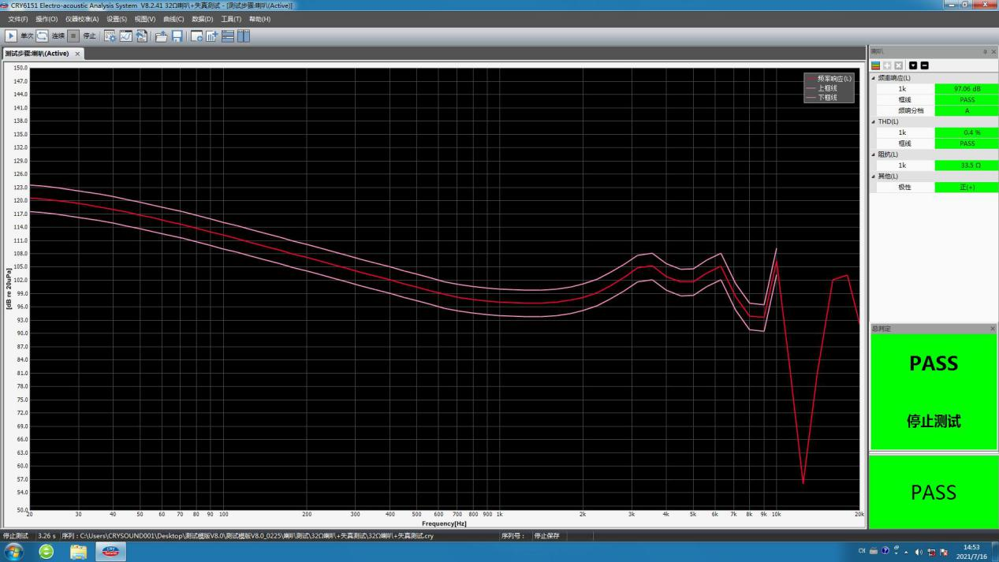 CRY6151 Electro-acoustic Analysis System V8.2.41 32Ω喇叭\+失真测试 - [测试步骤:喇叭(Active)]
文件(F) 操作(O) 仪器校准(A) 设置(S) 视图(V) 曲线(C) 数据(D) 工具(T) 帮助(H)
单次 连续 停止
测试步骤:喇叭(Active)
喇叭
150.0
147.0
144.0
141.0
138.0
135.0
132.0
129.0
126.0
123.0
120.0
117.0
114.0
111.0
108.0
105.0
102.0
99.0
96.0
93.0
90.0
87.0
84.0
81.0
78.0
75.0
72.0
69.0
66.0
63.0
60.0
57.0
54.0
50.0
[dB re 20uPa]
频率响应(L)
上框线
下框线
20 30 40 50 60 70 80 90 100 200 300 400 500 600 700 800 900 1k 2k 3k 4k 5k 6k 7k 8k 9k 10k 20k
Frequency[Hz]
频率响应(L)
1k 97.06 dB
框线 PASS
频响分档 A
THD(L)
1k 0.4 %
框线 PASS
阻抗(L)
1k 33.5 Ω
其他(L)
极性 正(+)
总判定
PASS
停止测试
PASS
停止测试 3.26 s 序列：C:\Users\CRYSOUND001\Desktop\测试模版V8.0\测试模版V8.0_0225\喇叭测试\32Ω喇叭\+失真测试\32Ω喇叭\+失真测试.cry 序列号： 停止保存
CRY
CH
14:53
2021/7/16